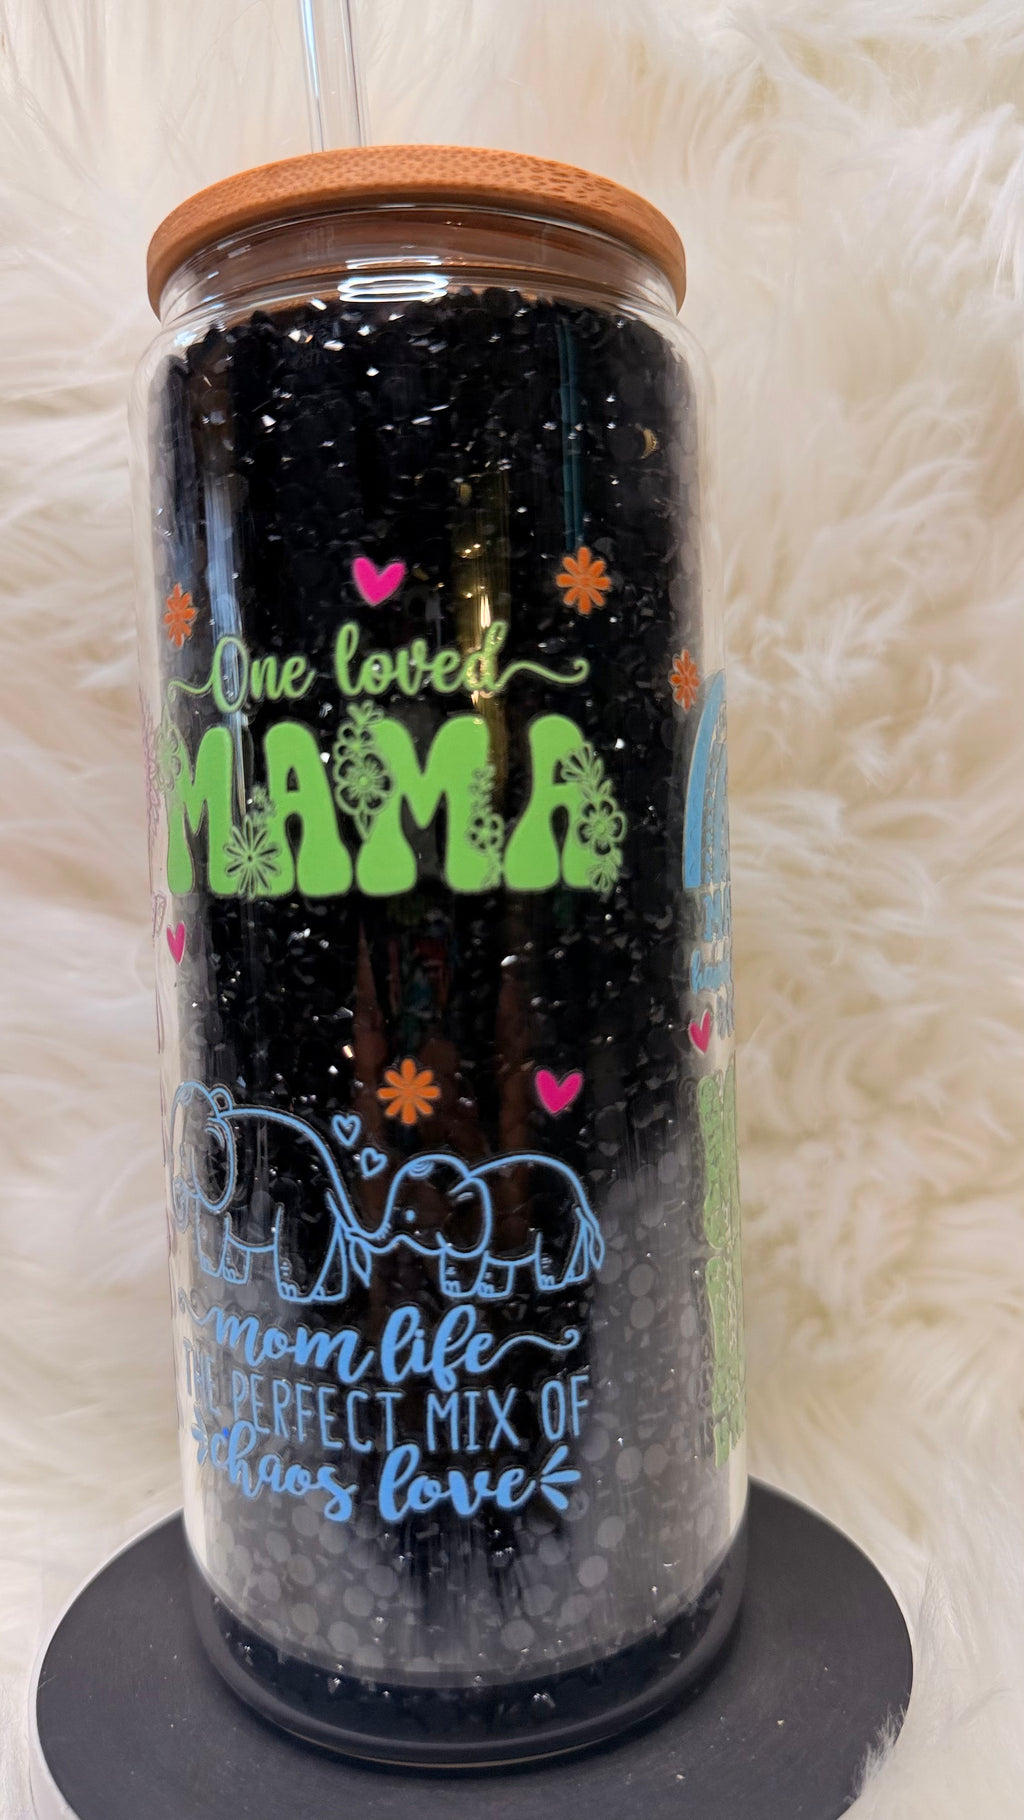 One loved
MAMA
mom life
THE PERFECT MIX OF
chaos love